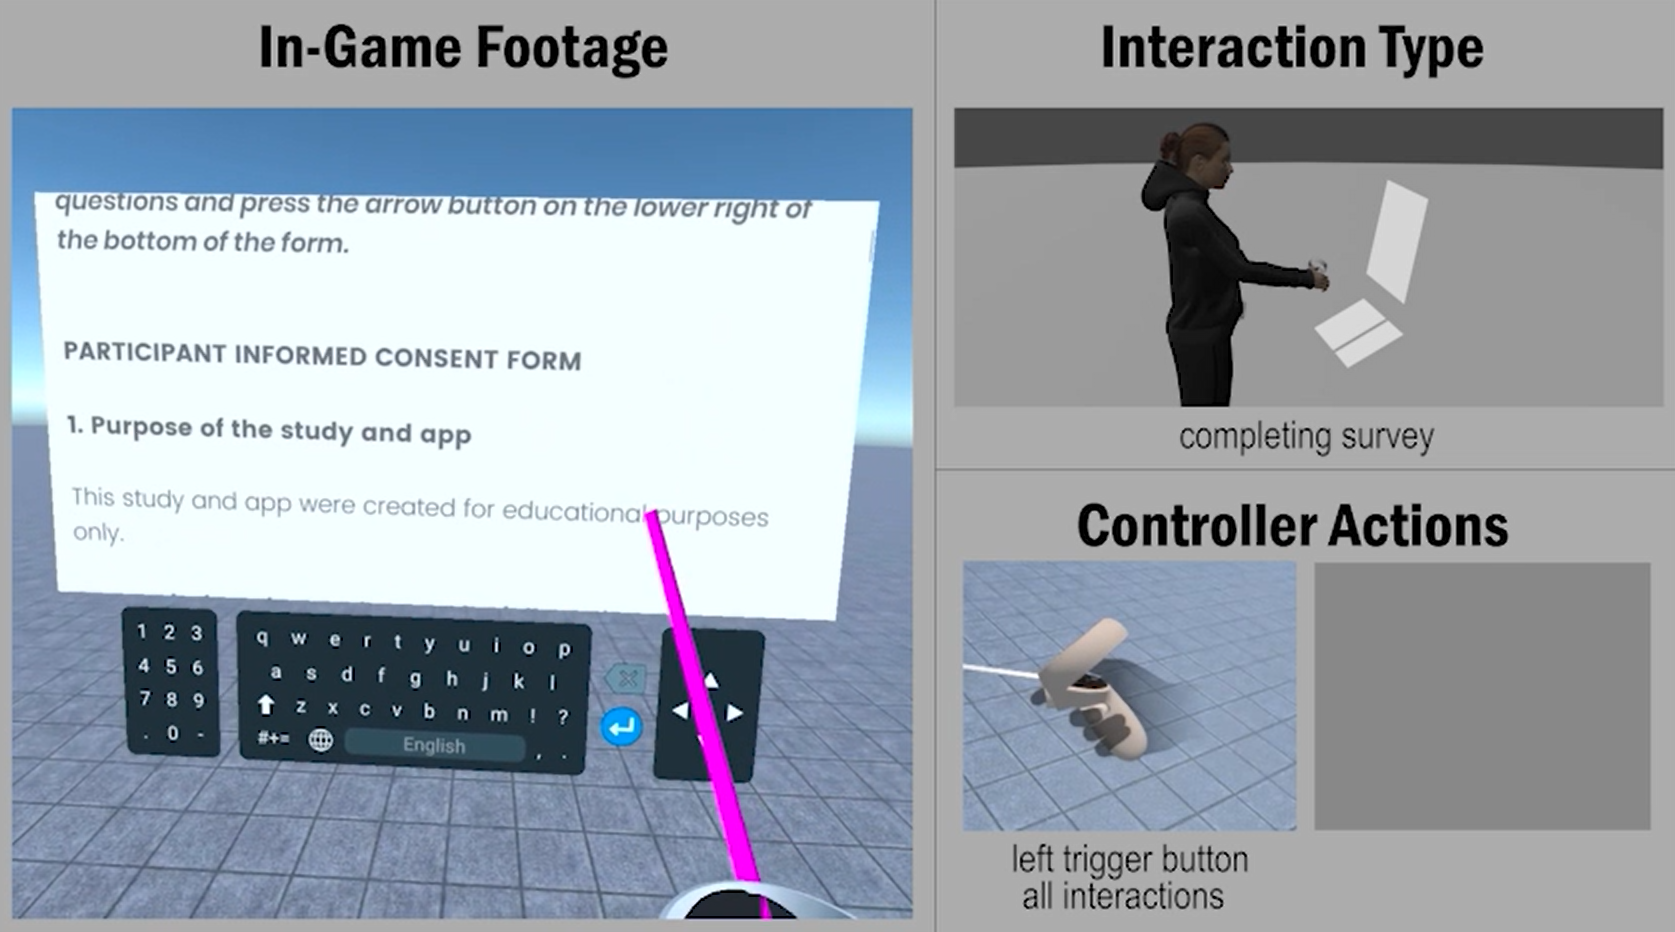 In-Game Footage
questions and press the arrow button on the lower right of
the bottom of the form.
PARTICIPANT INFORMED CONSENT FORM
1. Purpose of the study and app
This study and app were created for educational purposes
only.
1 2 3
4 5 6
7 8 9
. 0 -
q w e r t y u i o p
a s d f g h j k l
z x c v b n m ! ?
#+= English , .
Interaction Type
completing survey
Controller Actions
left trigger button
all interactions